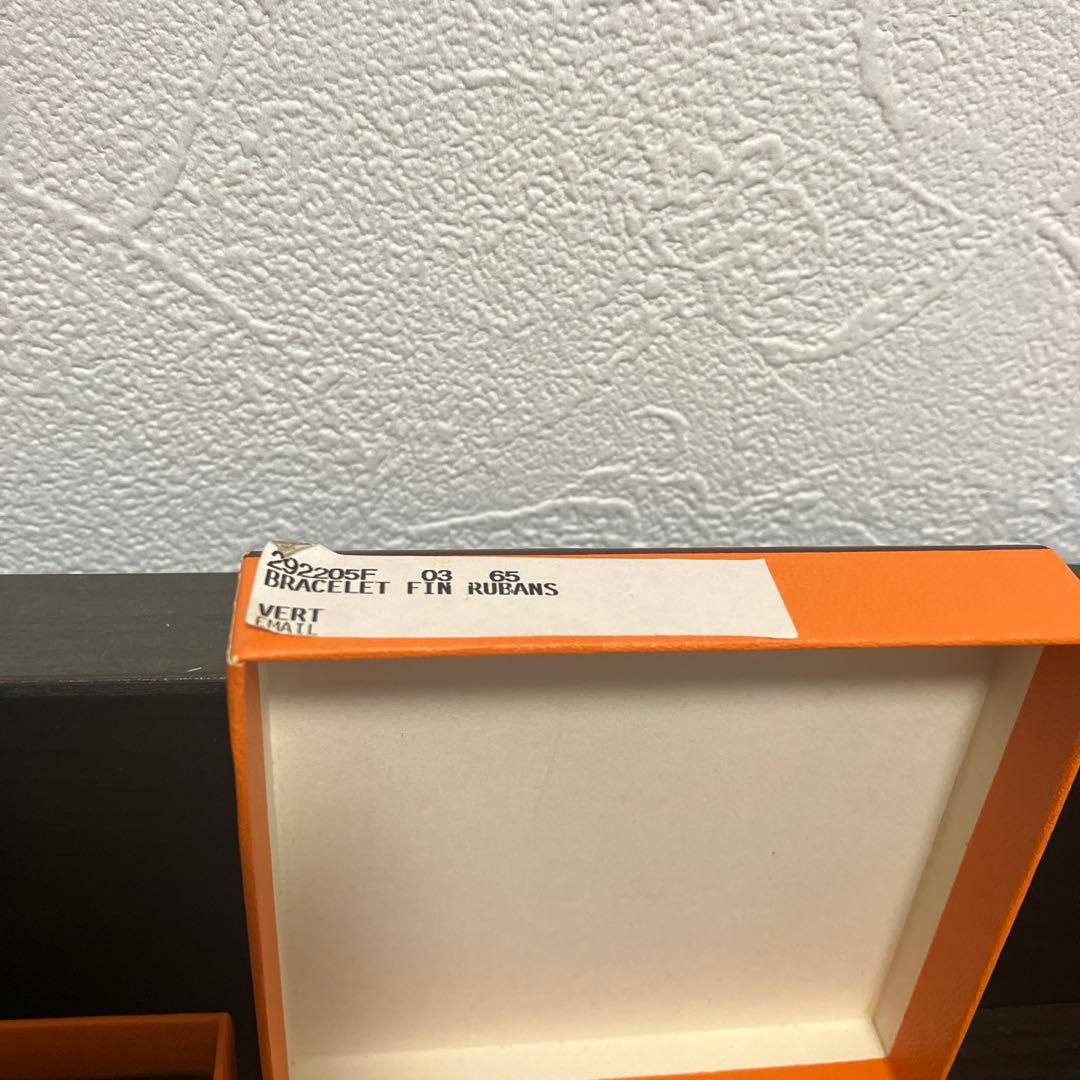 292205F 03 65
BRACELET FIN RUBANS
VERT
EMAIL